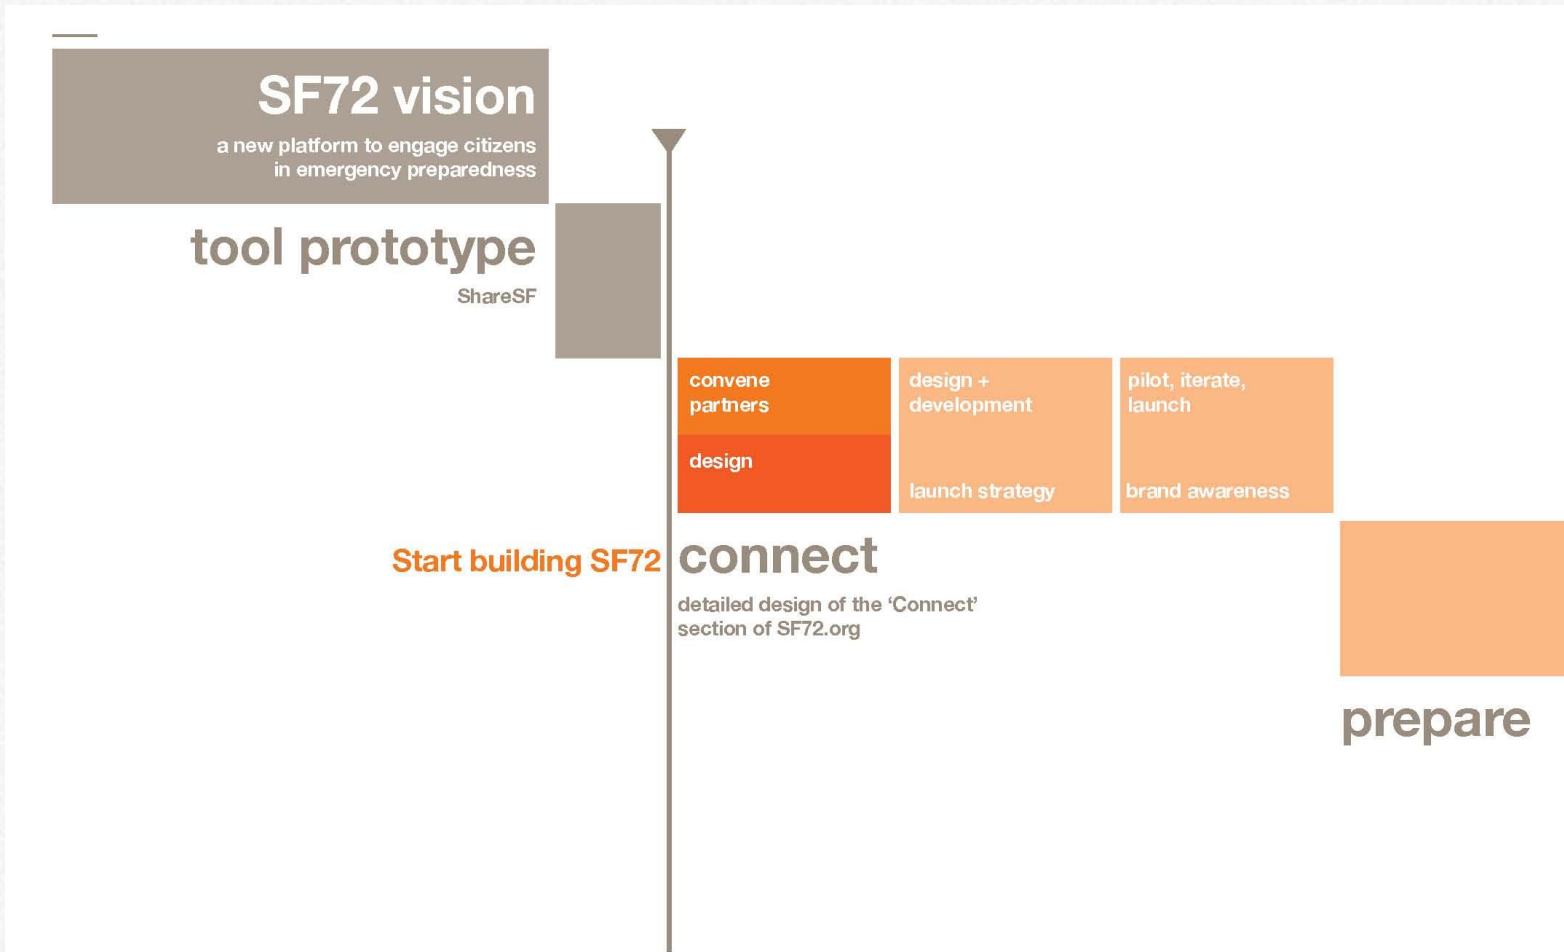 SF72 vision
a new platform to engage citizens
in emergency preparedness
tool prototype
ShareSF
convene
partners
design
design +
development
launch strategy
pilot, iterate,
launch
brand awareness
Start building SF72
connect
detailed design of the ‘Connect’
section of SF72.org
prepare